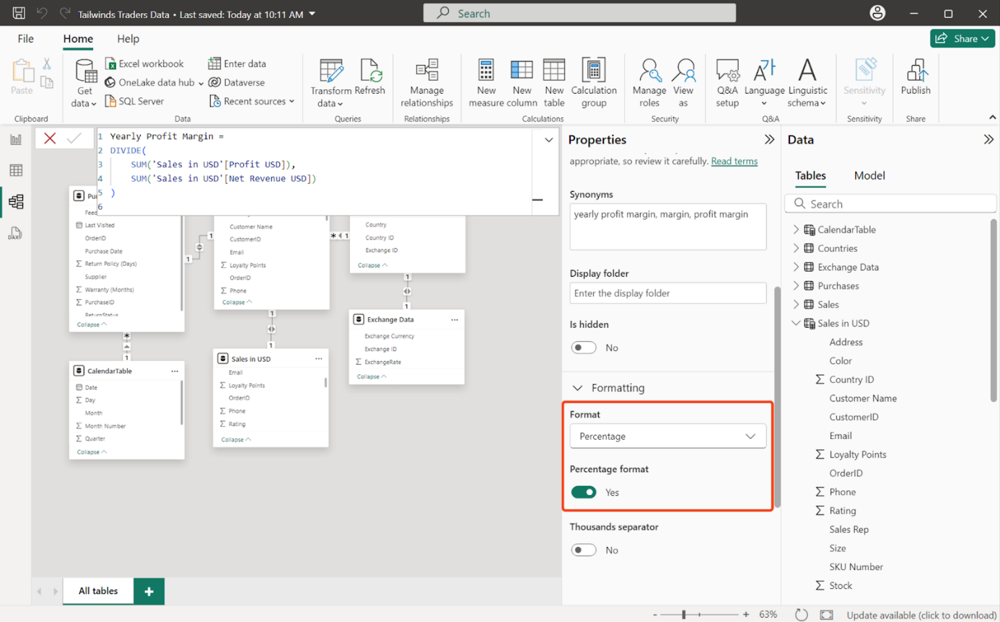 Tailwinds Traders Data • Last saved: Today at 10:11 AM
Search
File
Home
Help
Share
Paste
Clipboard
Get data
Excel workbook
OneLake data hub
SQL Server
Enter data
Dataverse
Recent sources
Data
Transform data
Refresh
Queries
Manage relationships
Relationships
New measure
New column
New table
Calculation group
Calculations
Manage roles
View as
Security
Q&A setup
Language
Linguistic schema
Q&A
Sensitivity
Sensitivity
Publish
Share
DAX
1 Yearly Profit Margin =
2 DIVIDE(
3 SUM('Sales in USD'[Profit USD]),
4 SUM('Sales in USD'[Net Revenue USD])
5 )
6
Last Visited
OrderID
Purchase Date
Return Policy (Days)
Supplier
Warranty (Months)
PurchaseID
ReturnStatus
Collapse
1
1
Customer Name
CustomerID
Email
Loyalty Points
OrderID
Phone
Collapse
* 1
Country
Country ID
Exchange ID
Collapse
1
1
Exchange Data
Exchange Currency
Exchange ID
ExchangeRate
Collapse
*
1
CalendarTable
Date
Day
Month
Month Number
Quarter
Collapse
1
1
Sales in USD
Email
Loyalty Points
OrderID
Phone
Rating
Collapse
All tables
Properties
appropriate, so review it carefully. Read terms
Synonyms
yearly profit margin, margin, profit margin
Display folder
Enter the display folder
Is hidden
No
Formatting
Format
Percentage
Percentage format
Yes
Thousands separator
No
Data
Tables
Model
Search
CalendarTable
Countries
Exchange Data
Purchases
Sales
Sales in USD
Address
Color
Country ID
Customer Name
CustomerID
Email
Loyalty Points
OrderID
Phone
Rating
Sales Rep
Size
SKU Number
Stock
- + 63%
Update available (click to download)